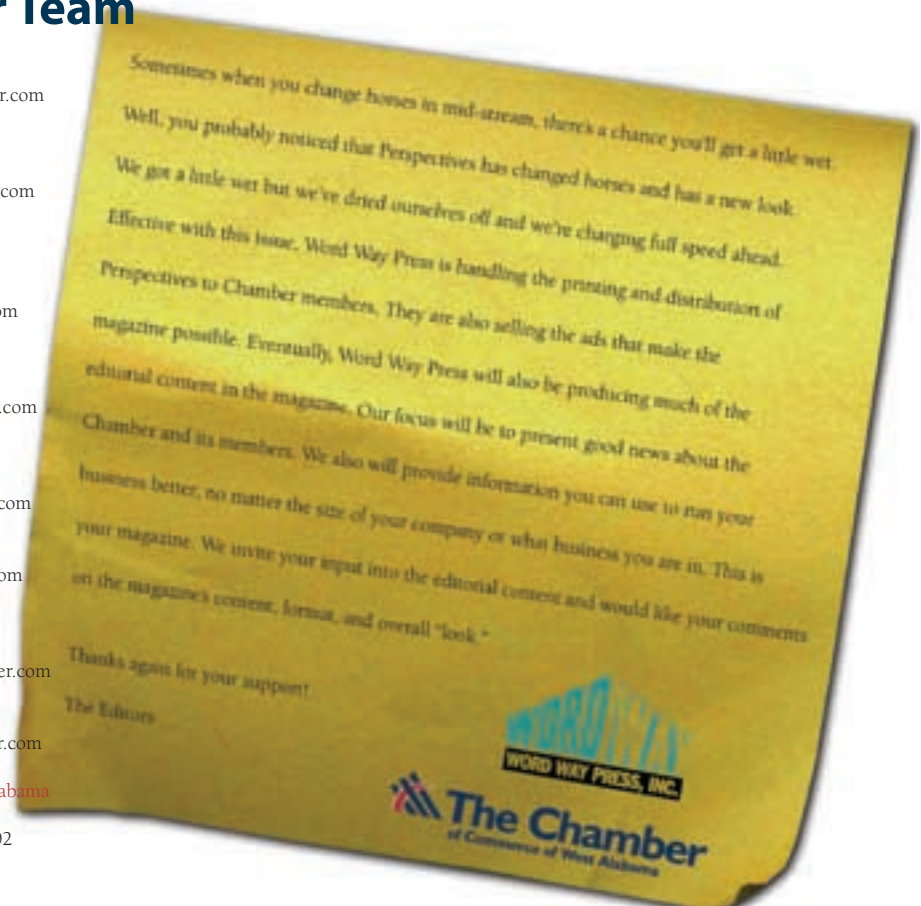 r Team
r.com
.com
om
.com
com
om
er.com
r.com
abama
02
Sometimes when you change horses in mid-stream, there's a chance you'll get a little wet.
Well, you probably noticed that Perspectives has changed horses and has a new look.
We got a little wet but we've dried ourselves off and we're charging full speed ahead.
Effective with this issue, Word Way Press is handling the printing and distribution of
Perspectives to Chamber members. They are also selling the ads that make the
magazine possible. Eventually, Word Way Press will also be producing much of the
editorial content in the magazine. Our focus will be to present good news about the
Chamber and its members. We also will provide information you can use to run your
business better, no matter the size of your company or what business you are in. This is
your magazine. We invite your input into the editorial content and would like your comments
on the magazine's content, format, and overall "look."
Thanks again for your support!
The Editors
WORD WAY
WORD WAY PRESS, INC.
The Chamber
of Commerce of West Alabama